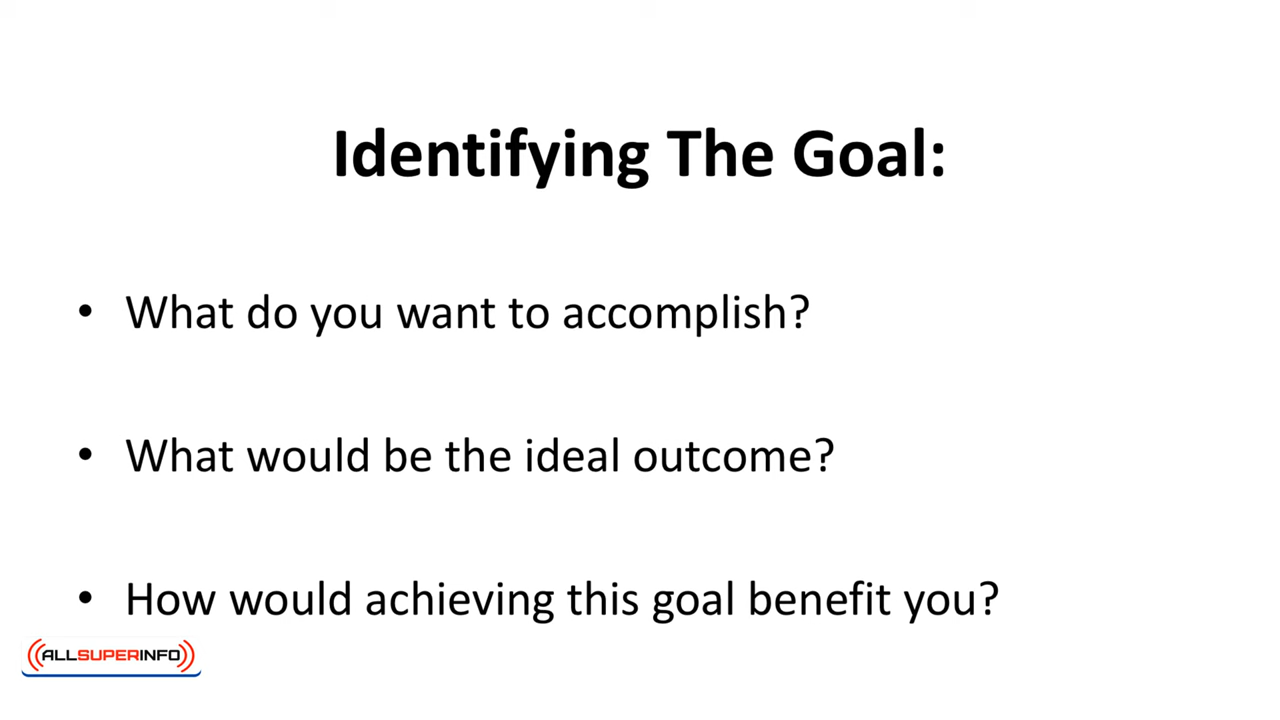 Identifying The Goal:
• What do you want to accomplish?
• What would be the ideal outcome?
• How would achieving this goal benefit you?
((ALLSUPERINFO))